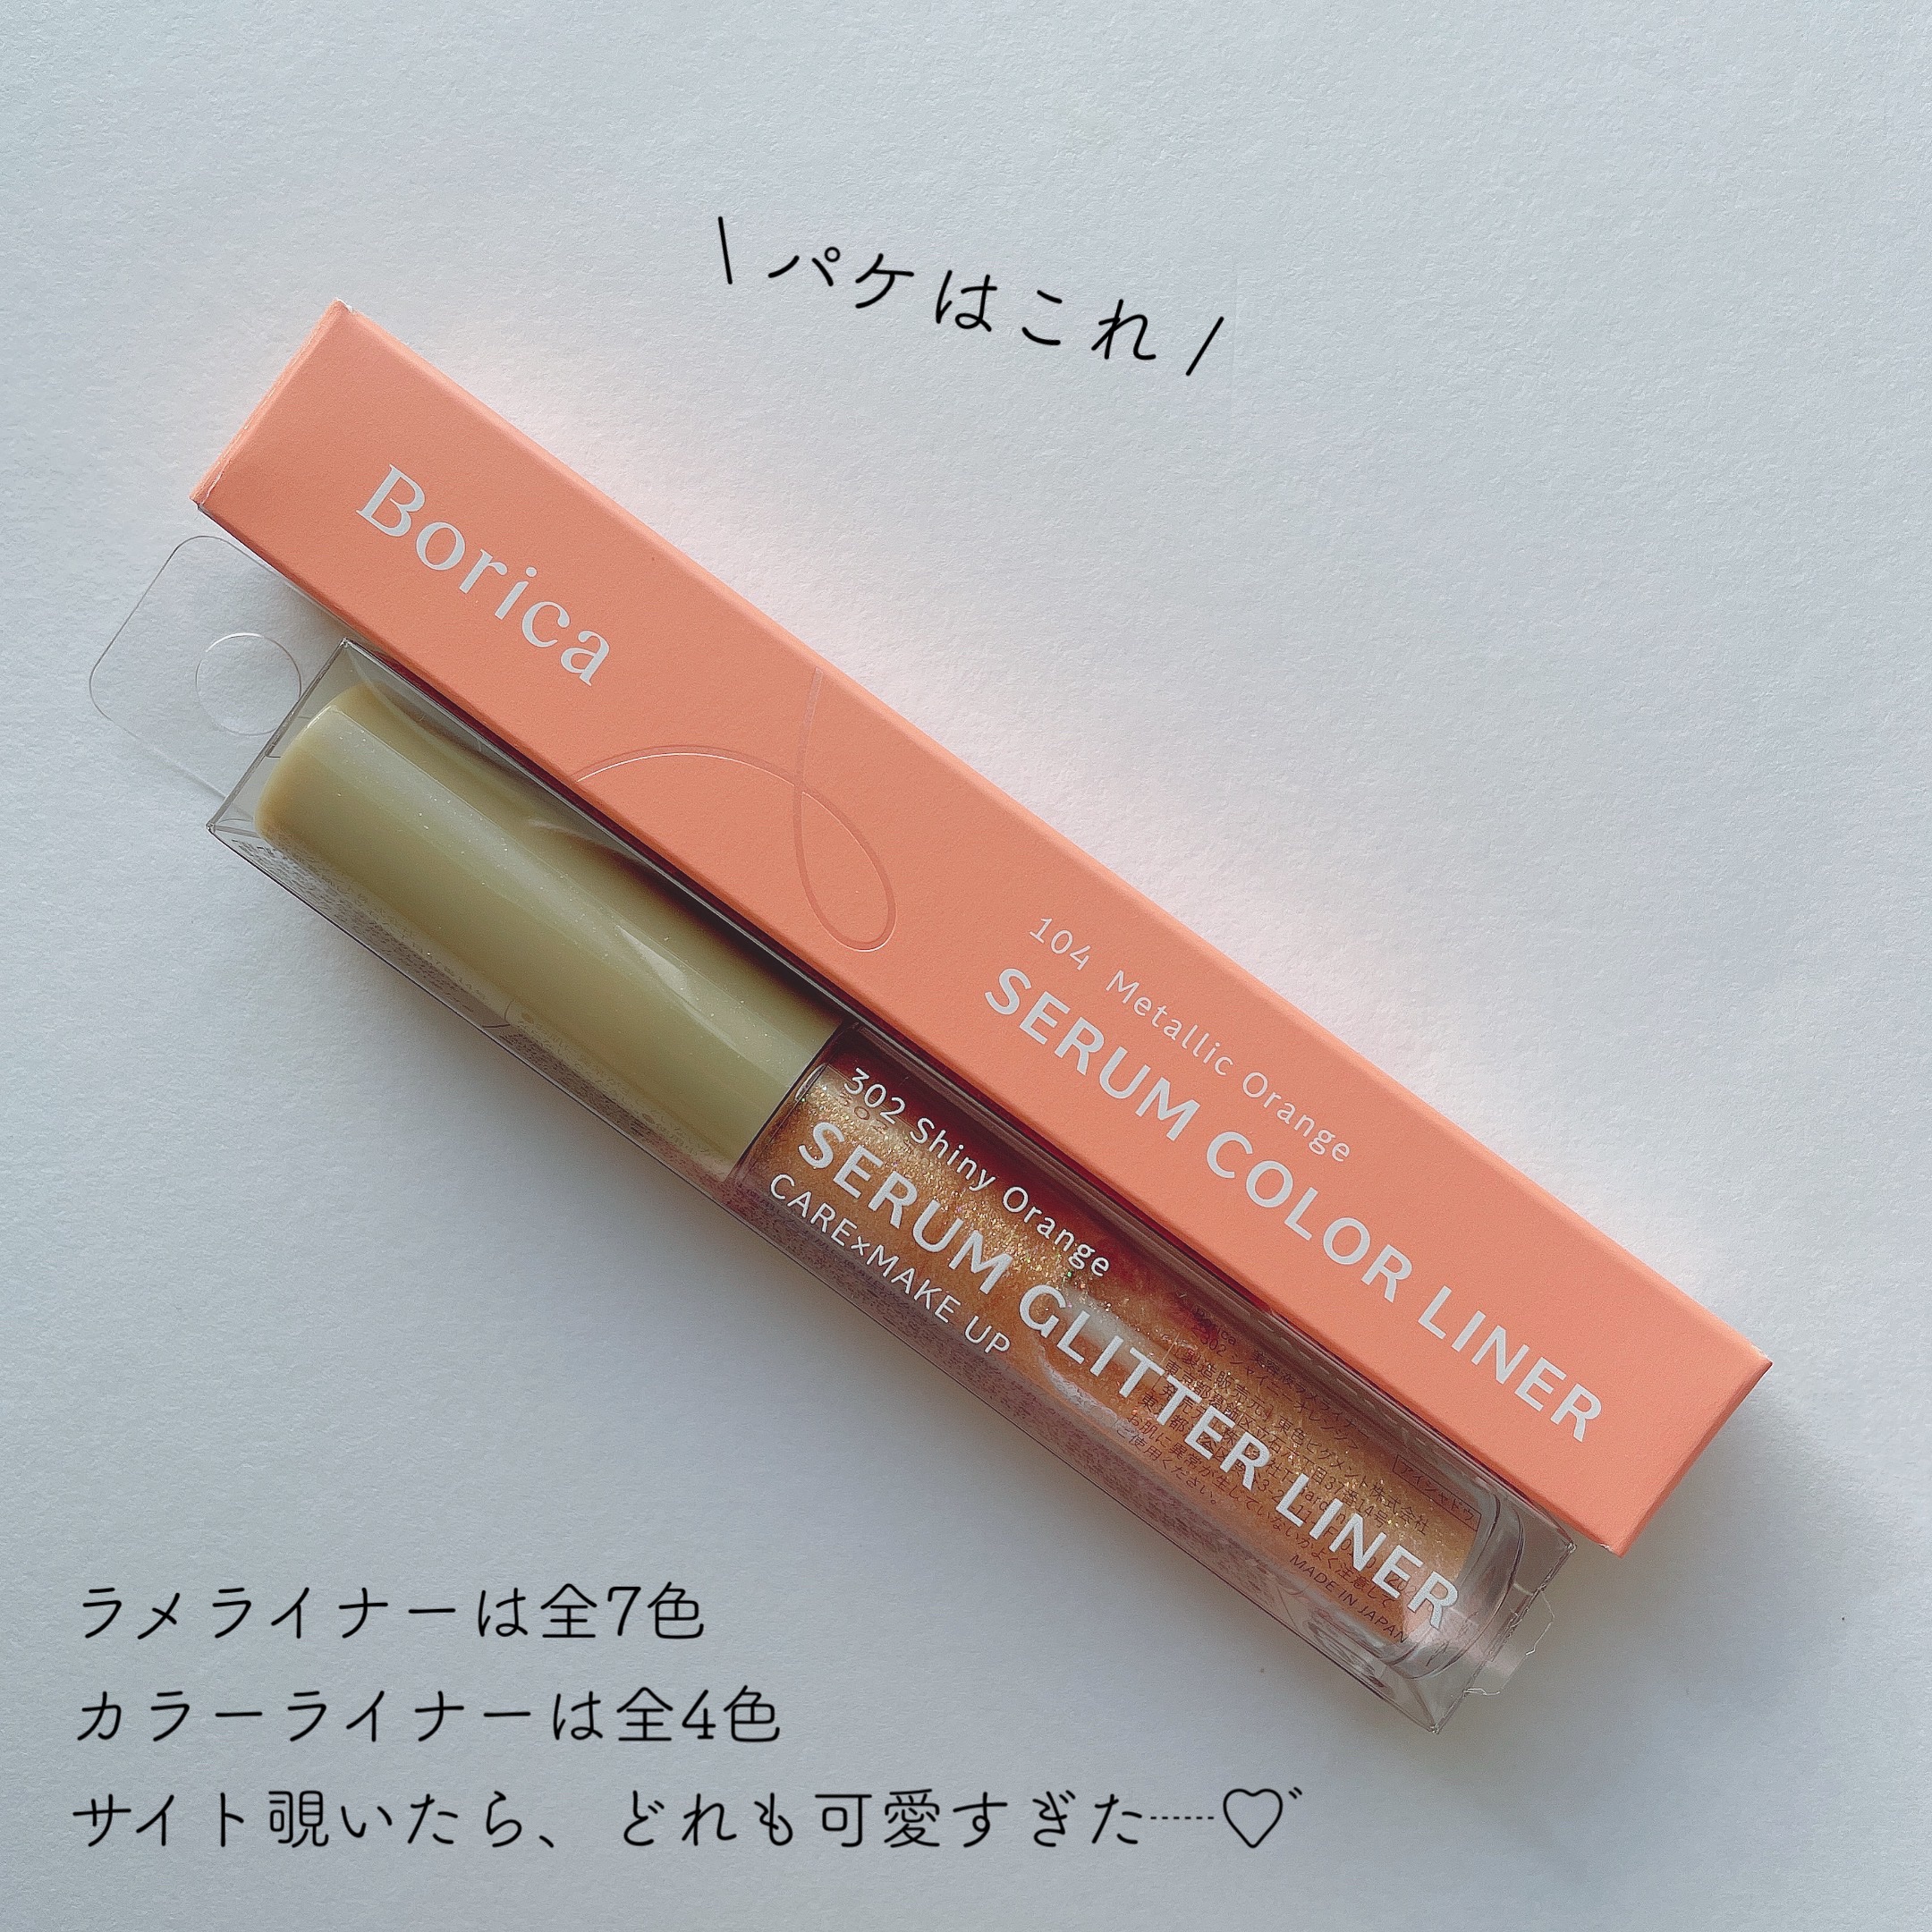 \ パケはこれ /
Borica
104 Metallic Orange
SERUM COLOR LINER
302 Shiny Orange
SERUM GLITTER LINER
CARE×MAKE UP
MADE IN JAPAN
ラメライナーは全7色
カラーライナーは全4色
サイト覗いたら、どれも可愛すぎた┈┈♡゛